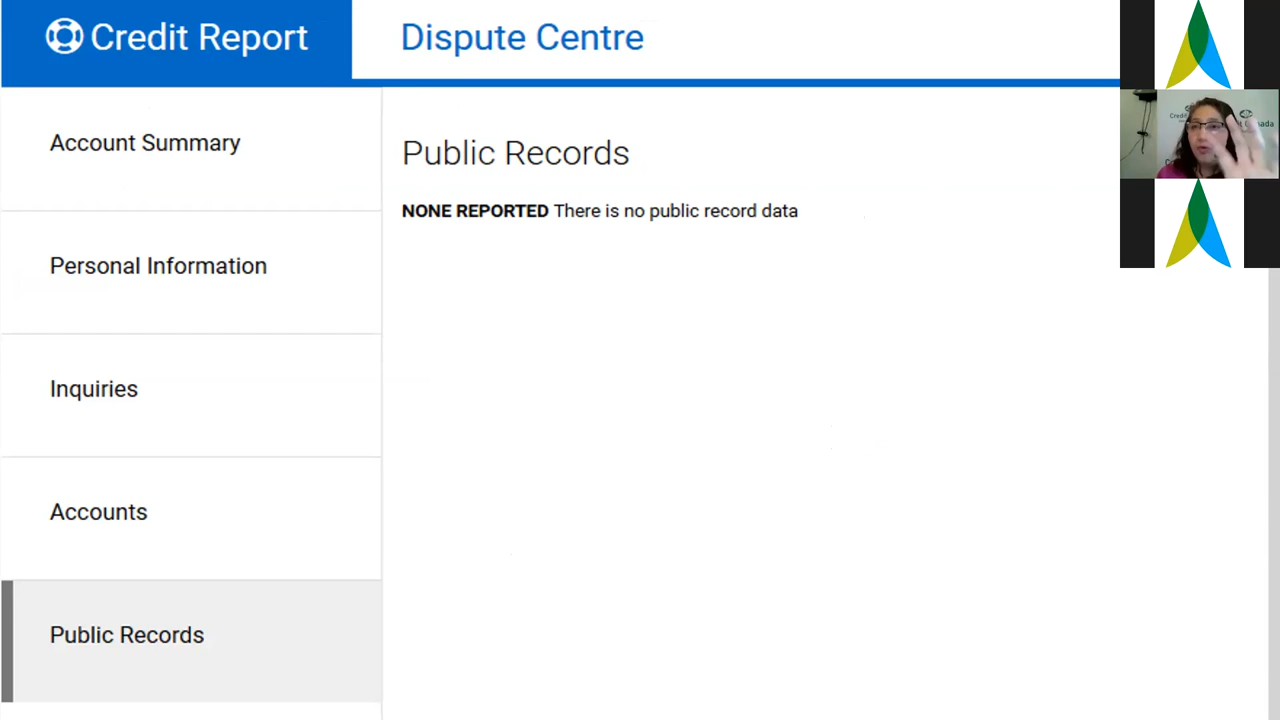 Credit Report
Dispute Centre
Account Summary
Personal Information
Inquiries
Accounts
Public Records
Public Records
NONE REPORTED There is no public record data